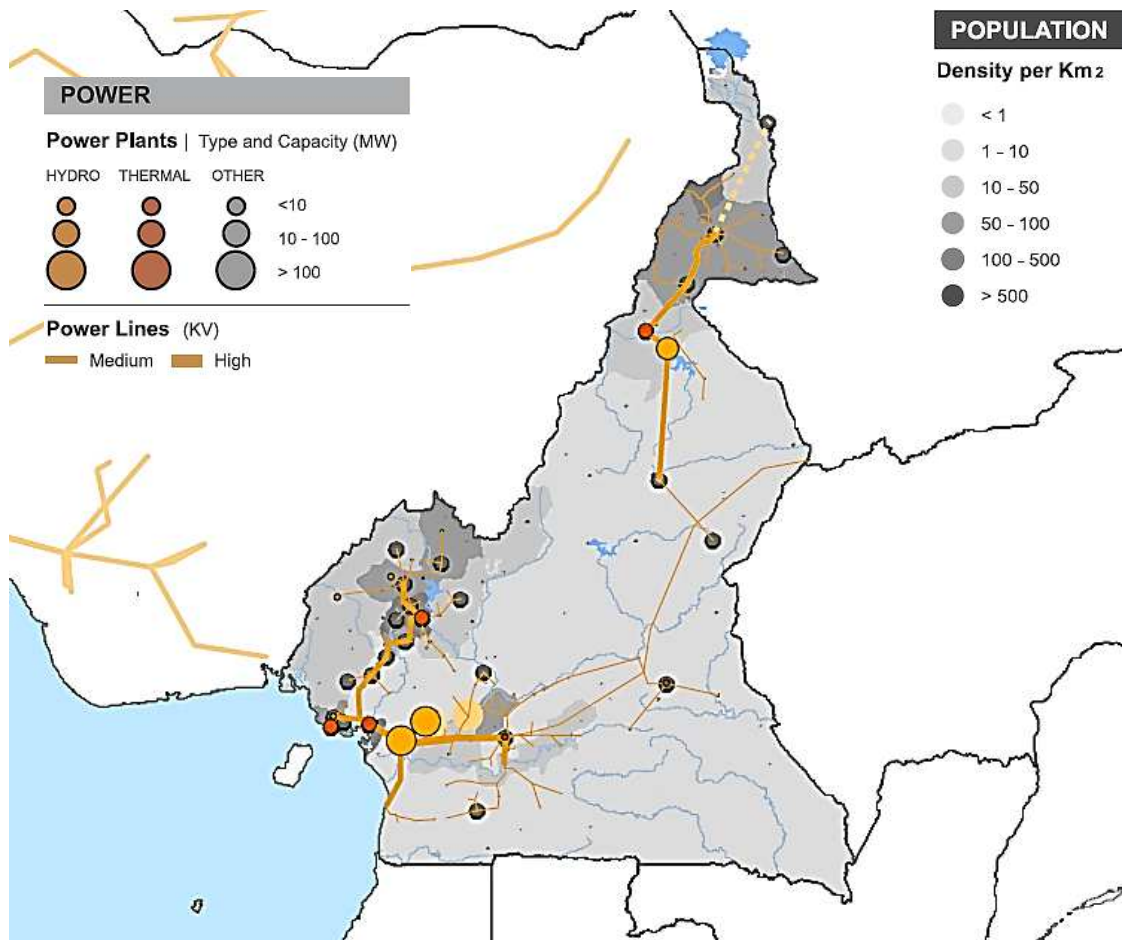 POPULATION
Density per Km2
< 1
1 - 10
10 - 50
50 - 100
100 - 500
> 500
POWER
Power Plants | Type and Capacity (MW)
HYDRO THERMAL OTHER
<10
10 - 100
> 100
Power Lines (KV)
Medium High